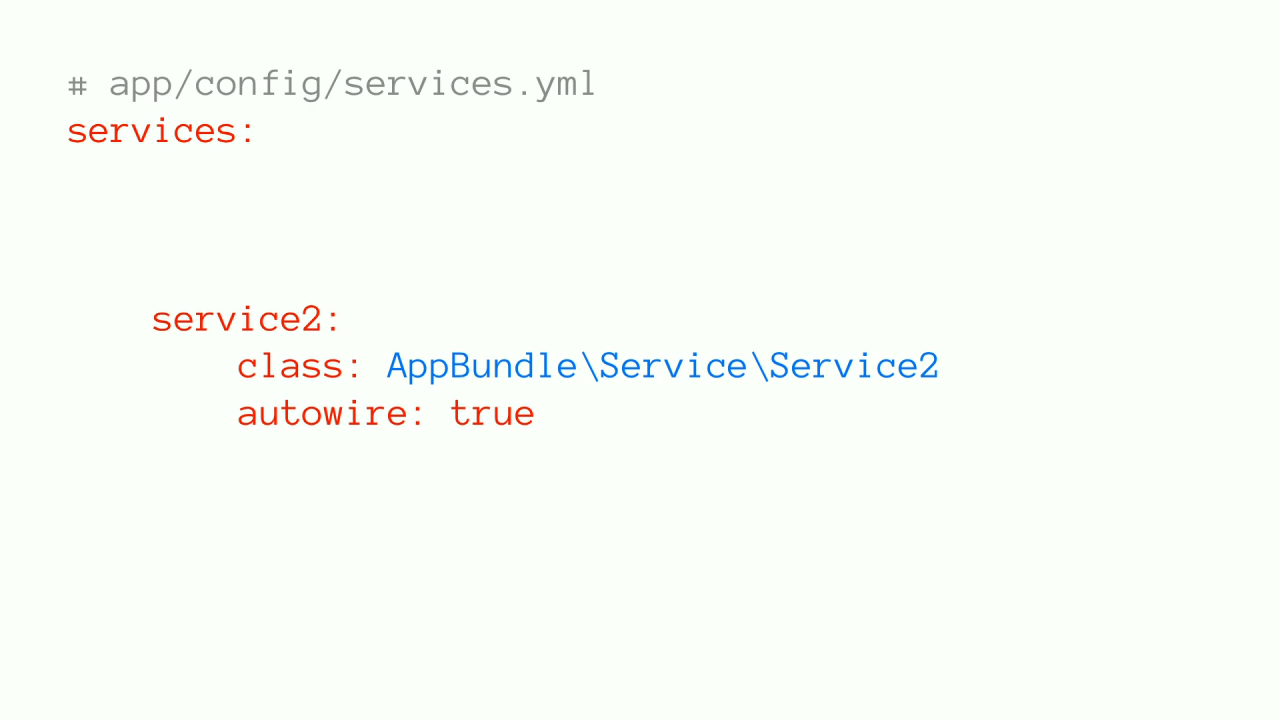 # app/config/services.yml
services:
    service2:
        class: AppBundle\Service\Service2
        autowire: true